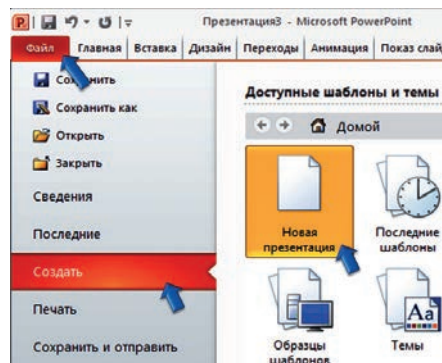 Презентация3 - Microsoft PowerPoint
Файл Главная Вставка Дизайн Переходы Анимация Показ слай
Сохранить
Сохранить как
Открыть
Закрыть
Сведения
Последние
Создать
Печать
Сохранить и отправить
Доступные шаблоны и темы
Домой
Новая
презентация
Последние
шаблоны
Образцы
шаблонов
Aa
Темы